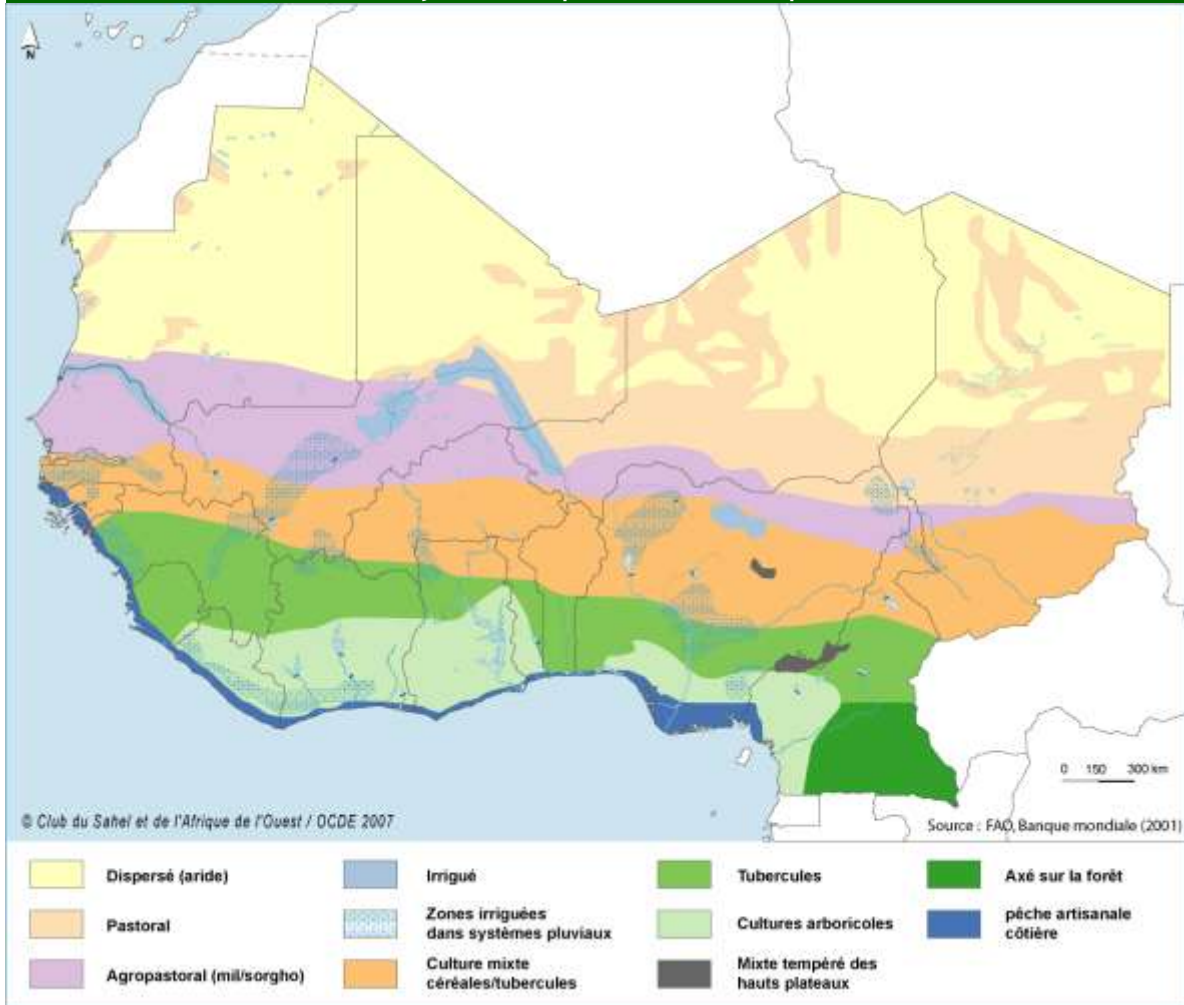 N
0 150 300 km
© Club du Sahel et de l'Afrique de l'Ouest / OCDE 2007
Source : FAO, Banque mondiale (2001)
Dispersé (aride)
Irrigué
Tubercules
Axé sur la forêt
Pastoral
Zones irriguées
dans systèmes pluviaux
Cultures arboricoles
pêche artisanale
côtière
Agropastoral (mil/sorgho)
Culture mixte
céréales/tubercules
Mixte tempéré des
hauts plateaux